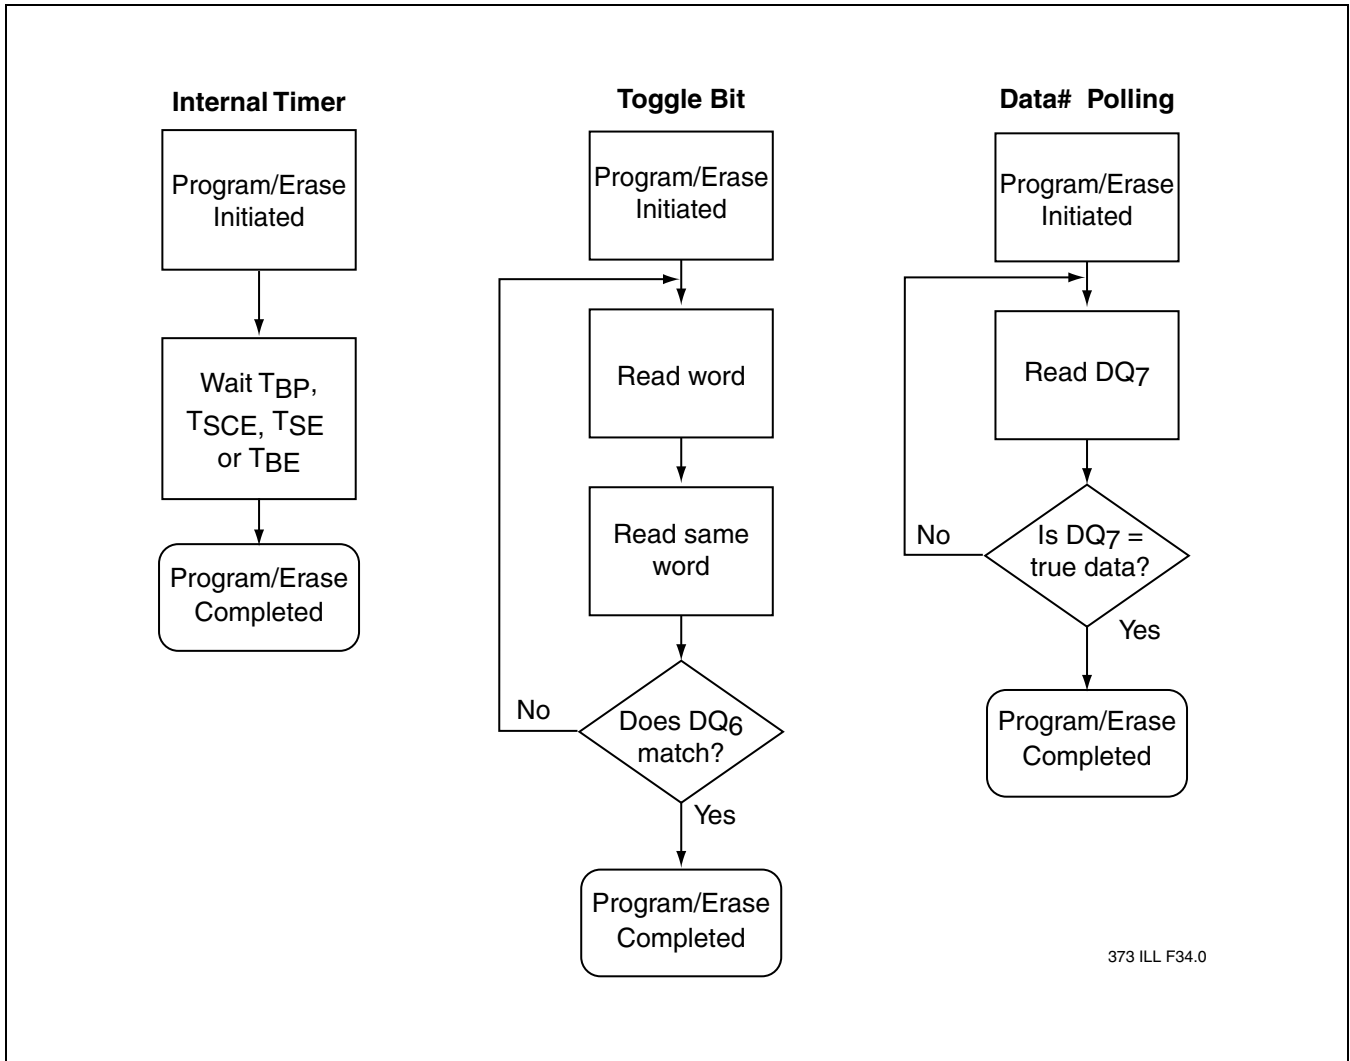 Internal Timer
Program/Erase
Initiated
Wait TBP,
TSCE, TSE
or TBE
Program/Erase
Completed
Toggle Bit
Program/Erase
Initiated
Read word
Read same
word
Does DQ6
match?
No
Yes
Program/Erase
Completed
Data# Polling
Program/Erase
Initiated
Read DQ7
Is DQ7 =
true data?
No
Yes
Program/Erase
Completed
373 ILL F34.0